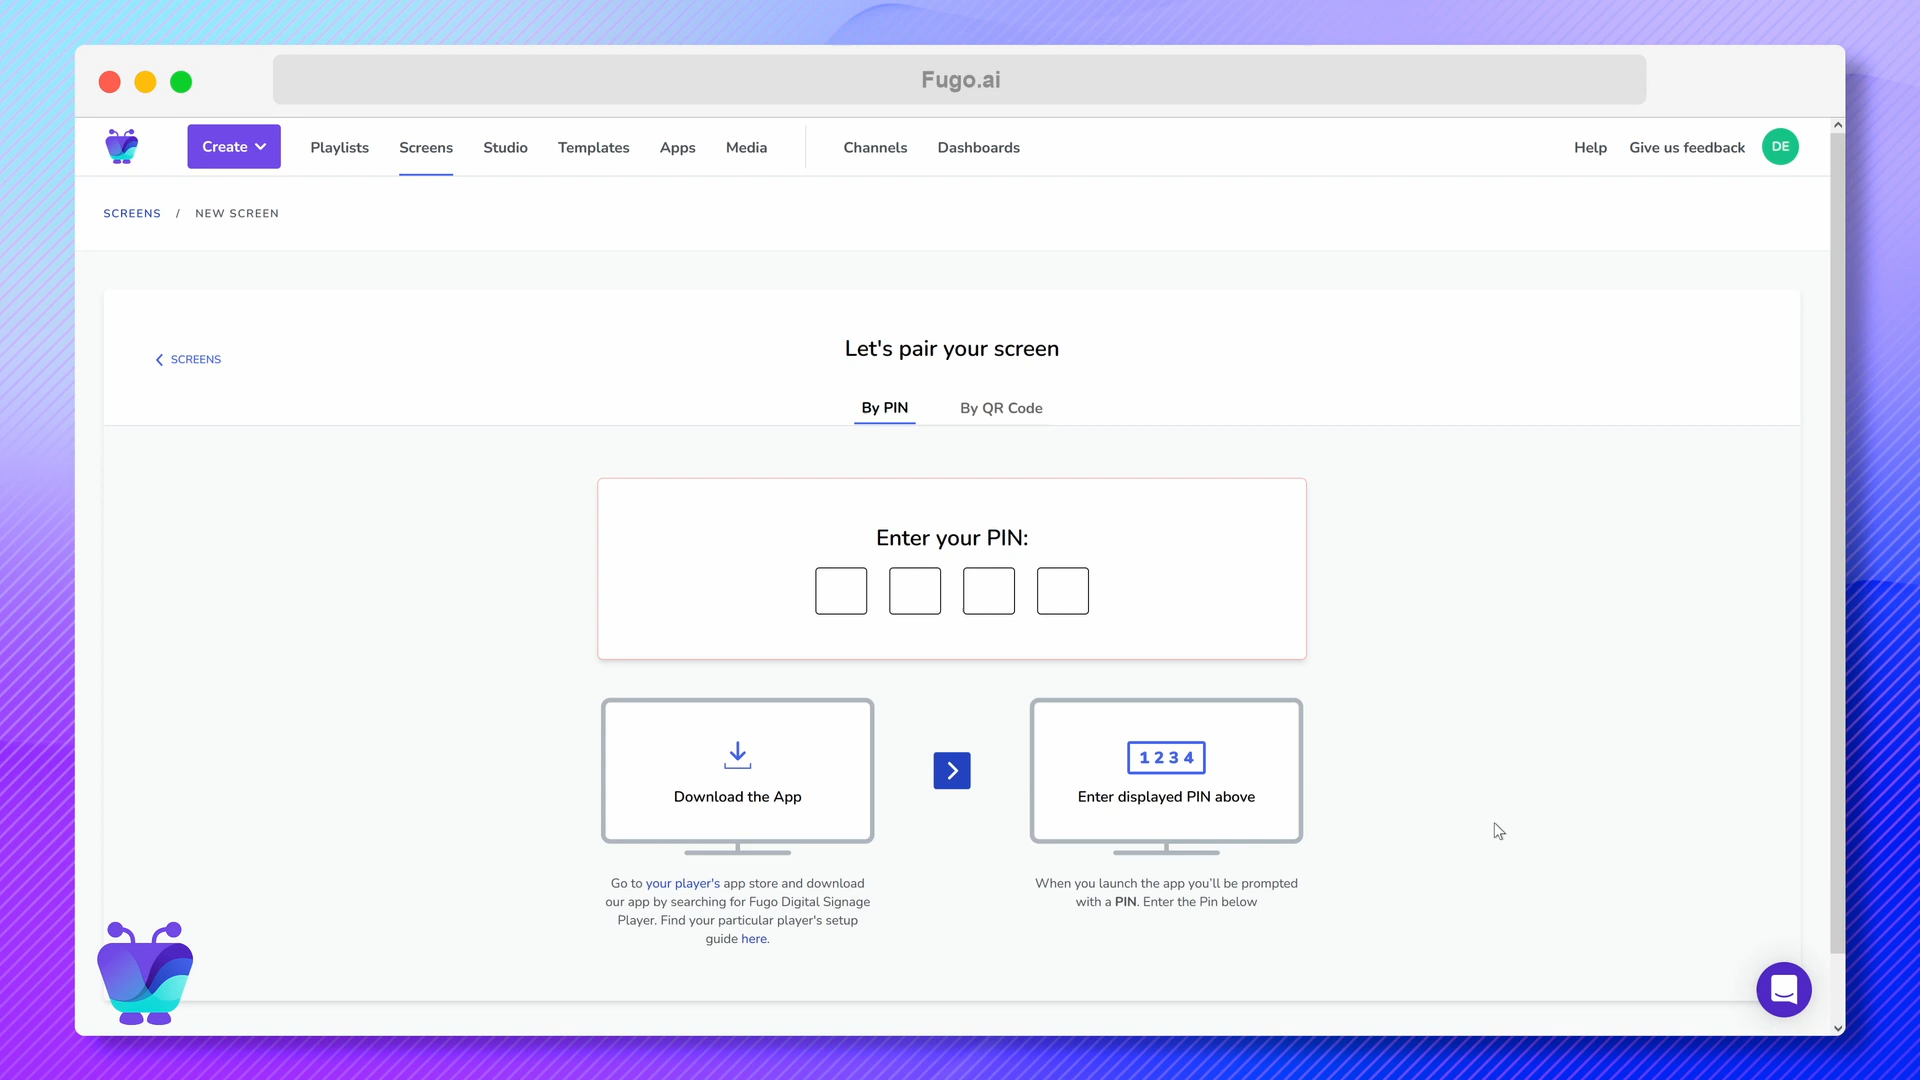 Fugo.ai
Create
Playlists
Screens
Studio
Templates
Apps
Media
Channels
Dashboards
Help
Give us feedback
DE
SCREENS / NEW SCREEN
SCREENS
Let's pair your screen
By PIN
By QR Code
Enter your PIN:
Download the App
1 2 3 4
Enter displayed PIN above
Go to your player's app store and download
our app by searching for Fugo Digital Signage
Player. Find your particular player's setup
guide here.
When you launch the app you'll be prompted
with a PIN. Enter the Pin below